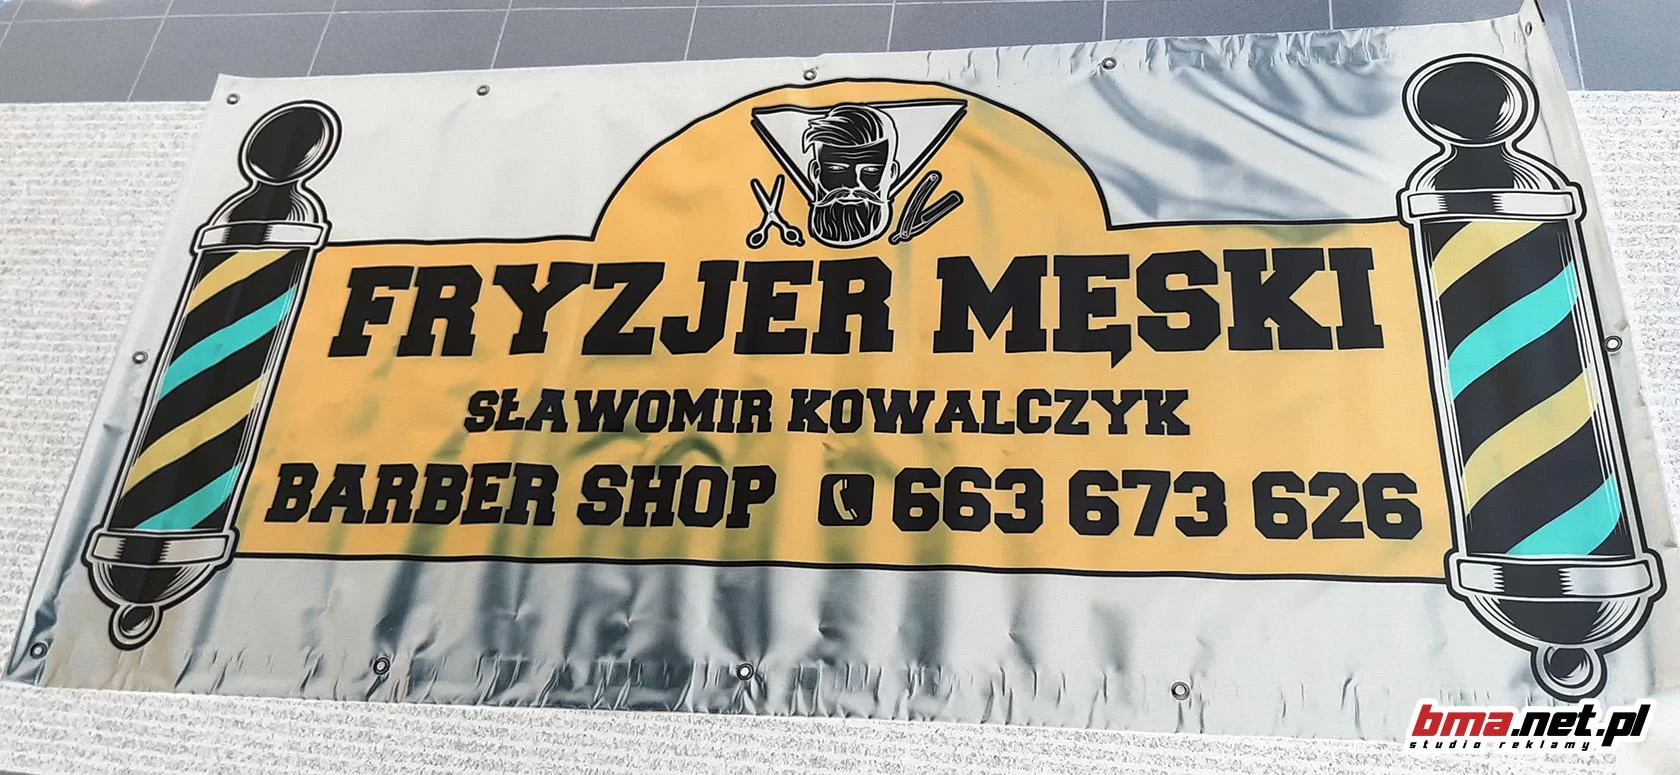 FRYZJER MĘSKI
SŁAWOMIR KOWALCZYK
BARBER SHOP 663 673 626
bma.net.pl
studio reklamy